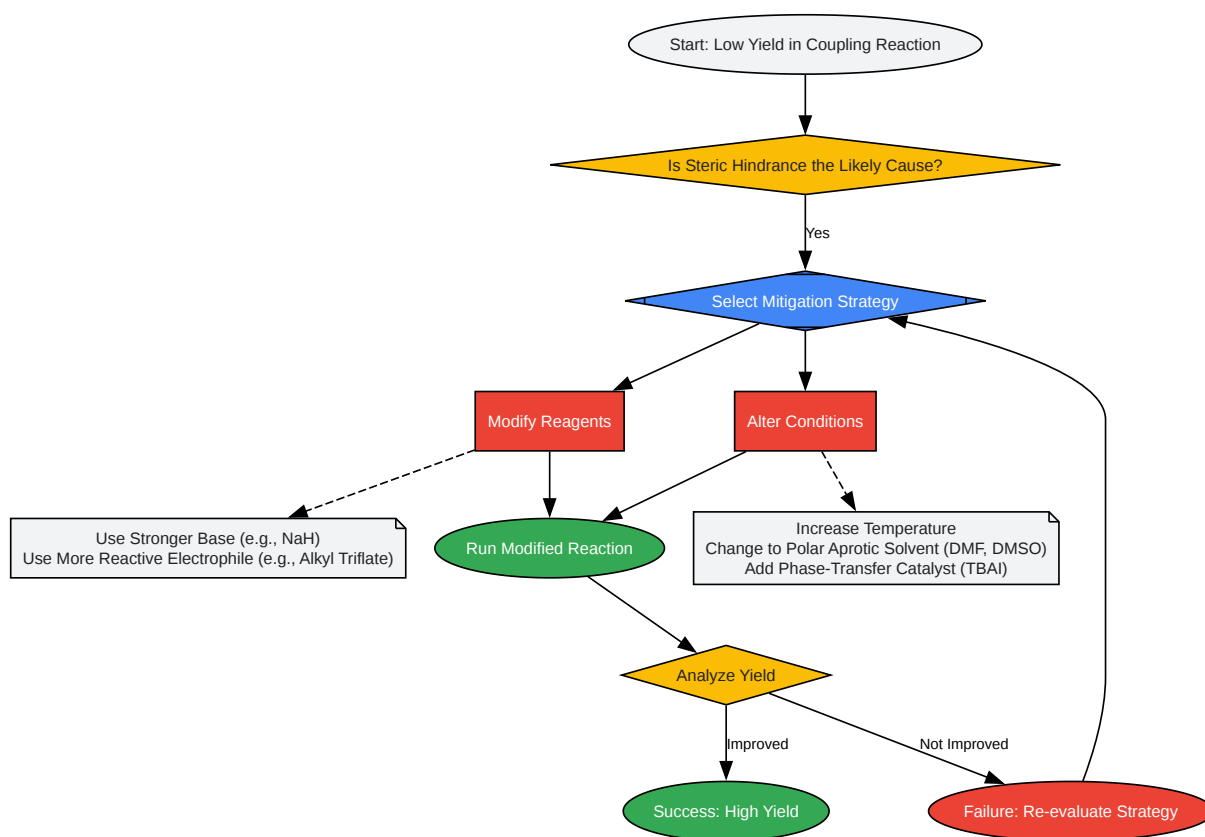 Start: Low Yield in Coupling Reaction
Is Steric Hindrance the Likely Cause?
Yes
Select Mitigation Strategy
Modify Reagents
Alter Conditions
Use Stronger Base (e.g., NaH)
Use More Reactive Electrophile (e.g., Alkyl Triflate)
Run Modified Reaction
Increase Temperature
Change to Polar Aprotic Solvent (DMF, DMSO)
Add Phase-Transfer Catalyst (TBAI)
Analyze Yield
Improved
Not Improved
Success: High Yield
Failure: Re-evaluate Strategy